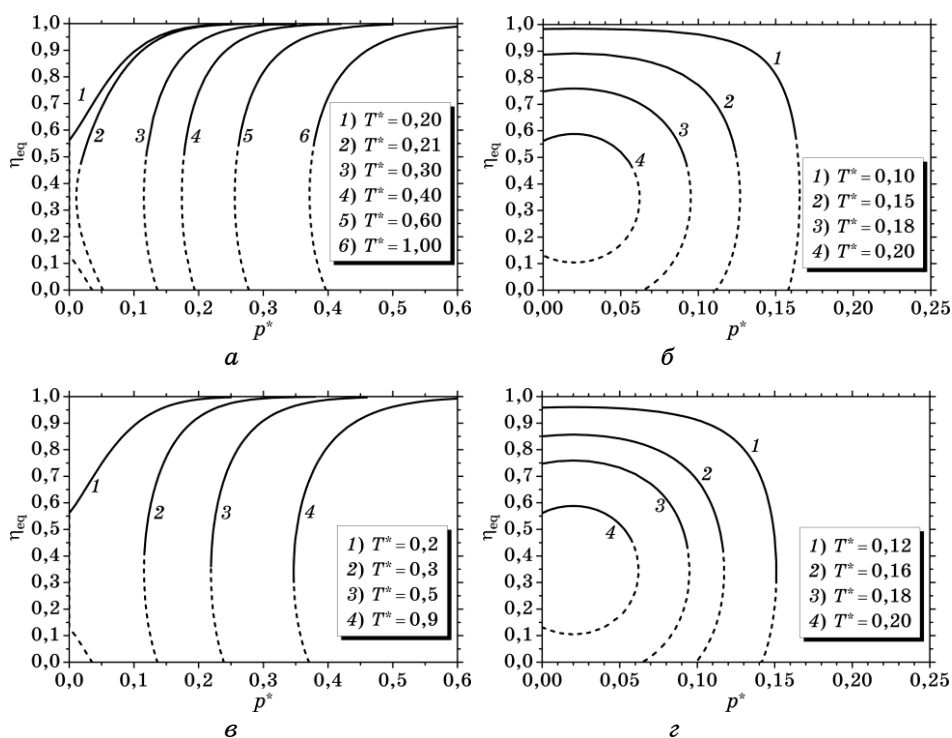 1,0
0,9
0,8
0,7
0,6
0,5
0,4
0,3
0,2
0,1
0,0
η_eq
1
2
3
4
5
6
1) T* = 0,20
2) T* = 0,21
3) T* = 0,30
4) T* = 0,40
5) T* = 0,60
6) T* = 1,00
0,0 0,1 0,2 0,3 0,4 0,5 0,6
p*
а
1,0
0,9
0,8
0,7
0,6
0,5
0,4
0,3
0,2
0,1
0,0
η_eq
1
2
3
4
1) T* = 0,10
2) T* = 0,15
3) T* = 0,18
4) T* = 0,20
0,00 0,05 0,10 0,15 0,20 0,25
p*
б
1,0
0,9
0,8
0,7
0,6
0,5
0,4
0,3
0,2
0,1
0,0
η_eq
1
2
3
4
1) T* = 0,2
2) T* = 0,3
3) T* = 0,5
4) T* = 0,9
0,0 0,1 0,2 0,3 0,4 0,5 0,6
p*
в
1,0
0,9
0,8
0,7
0,6
0,5
0,4
0,3
0,2
0,1
0,0
η_eq
1
2
3
4
1) T* = 0,12
2) T* = 0,16
3) T* = 0,18
4) T* = 0,20
0,00 0,05 0,10 0,15 0,20 0,25
p*
г